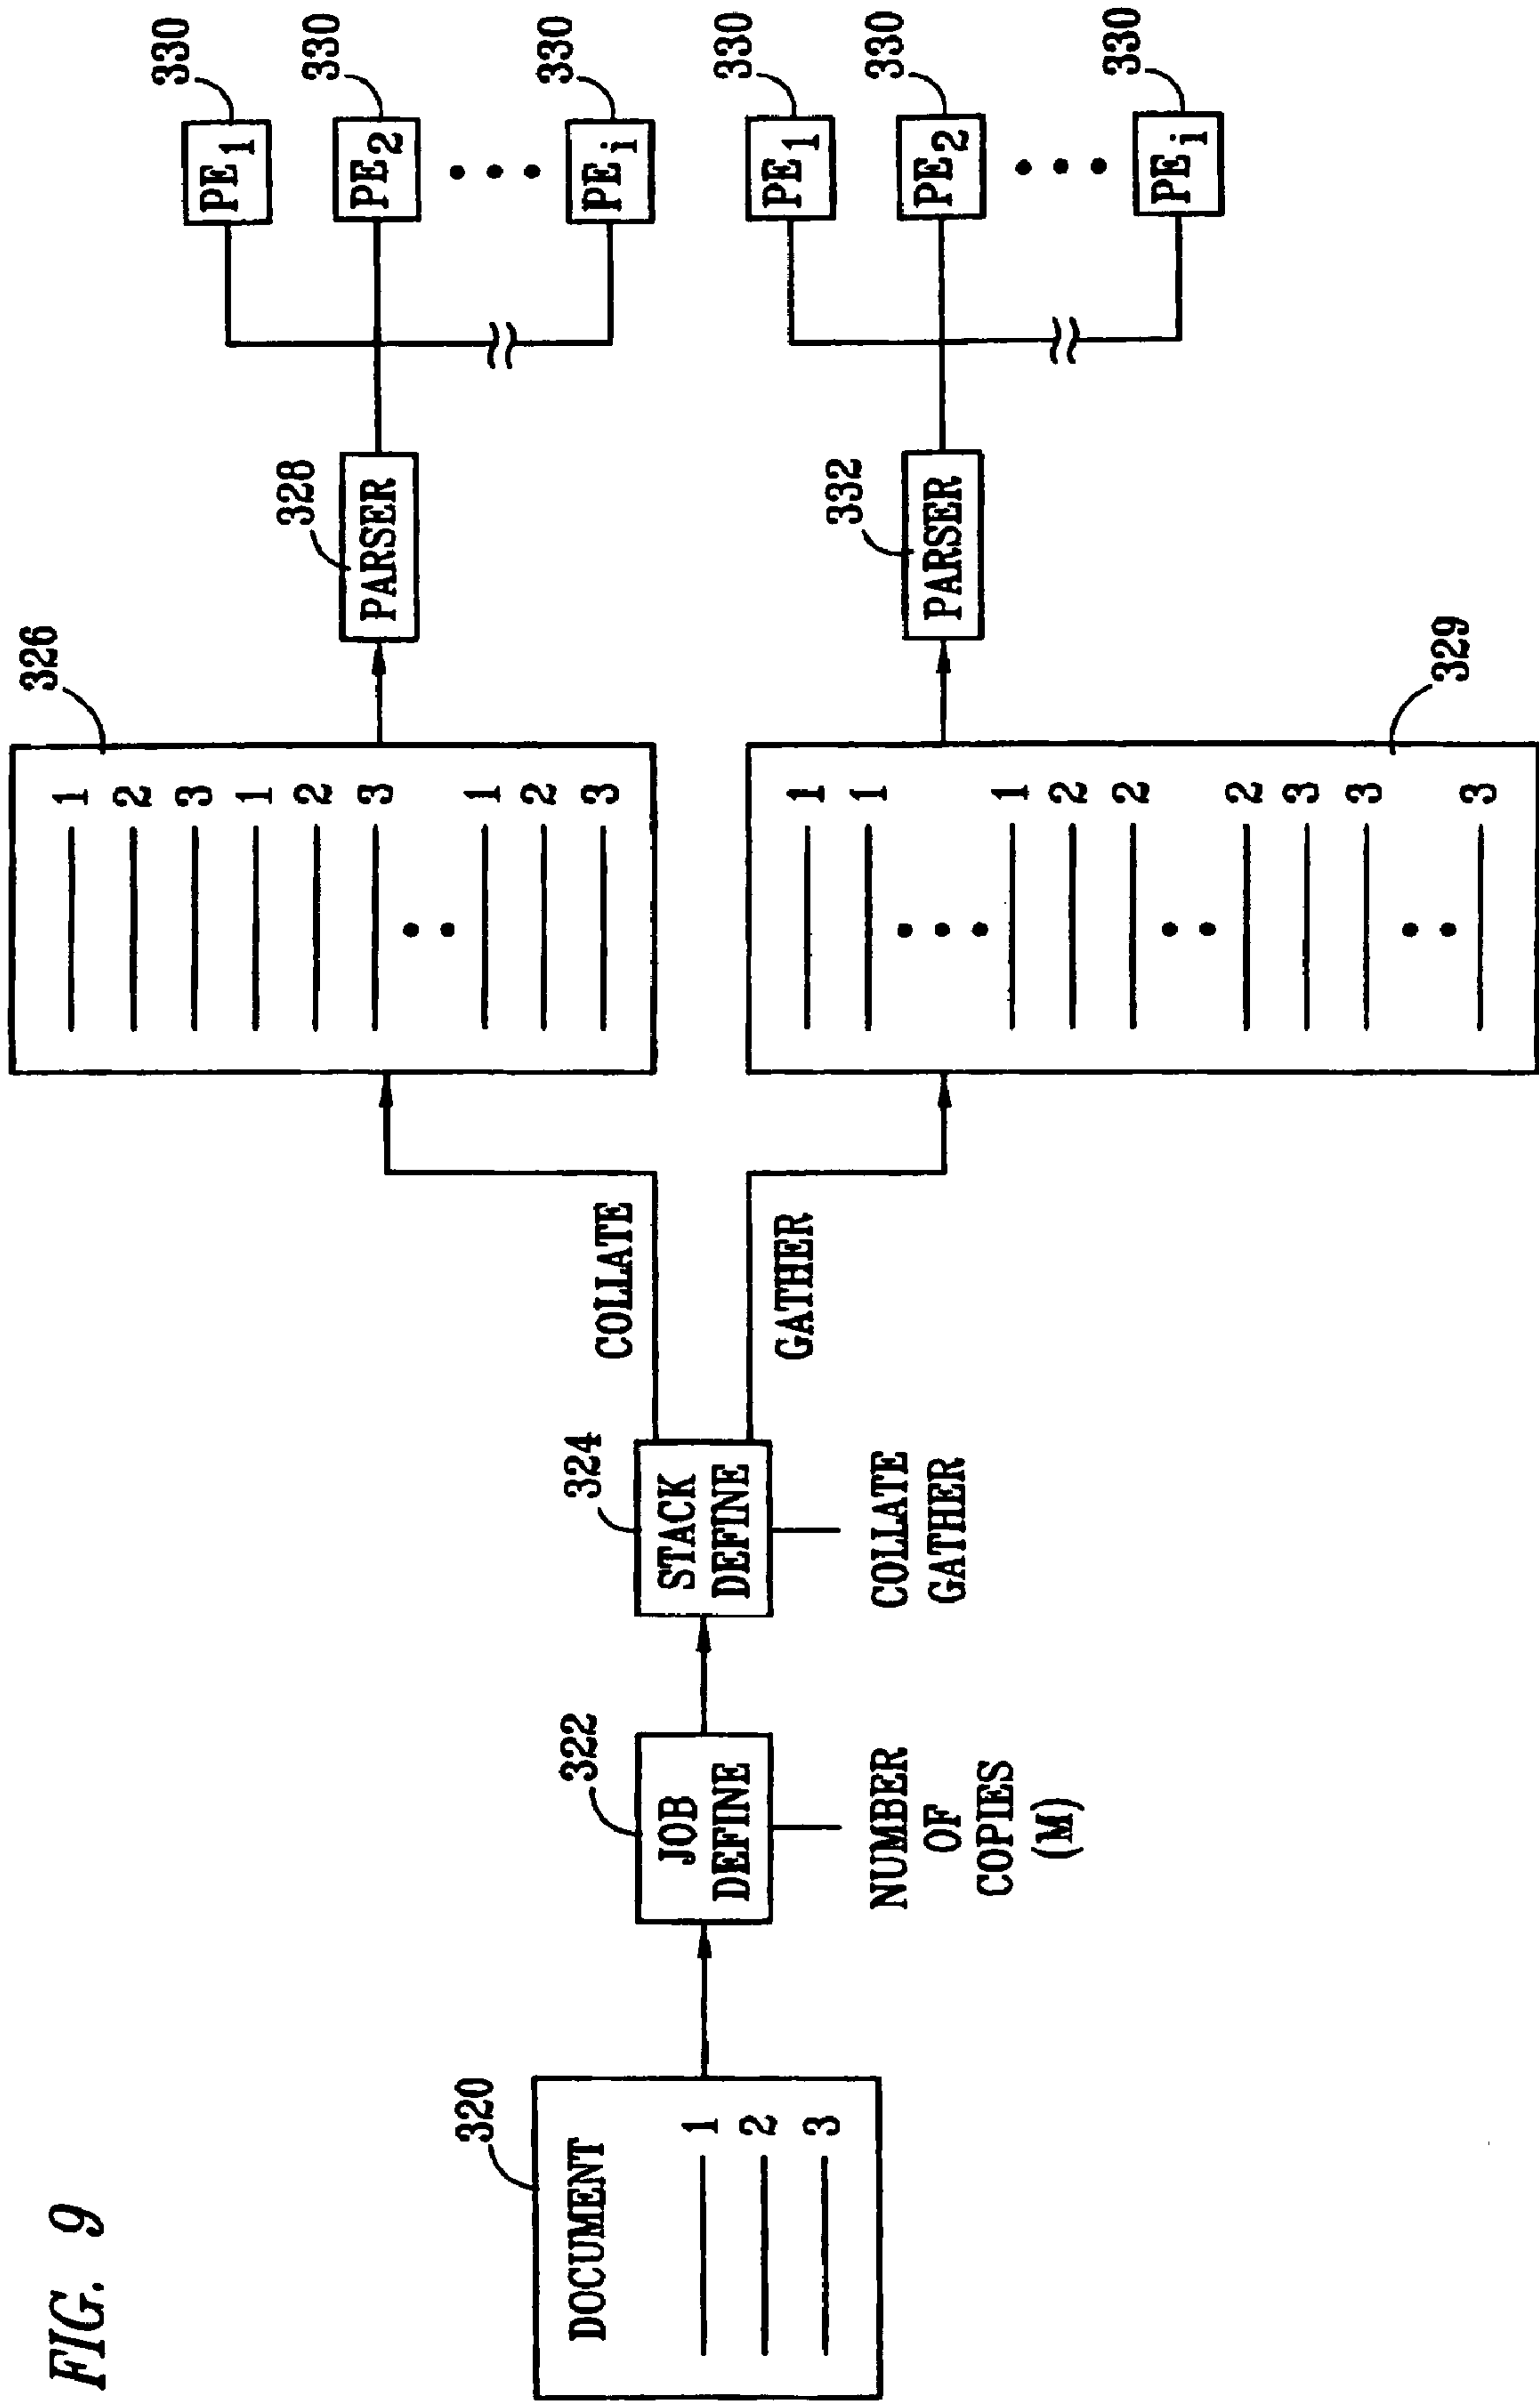 FIG. 9
320
DOCUMENT
1
2
3
322
JOB
DEFINE
NUMBER
OF
COPIES
(M)
324
STACK
DEFINE
COLLATE
GATHER
COLLATE
GATHER
326
1
2
3
1
2
3
1
2
3
328
PARSER
PE1
330
PE2
330
PEi
330
1
1
1
2
2
2
3
3
3
329
332
PARSER
PE1
330
PE2
330
PEi
330